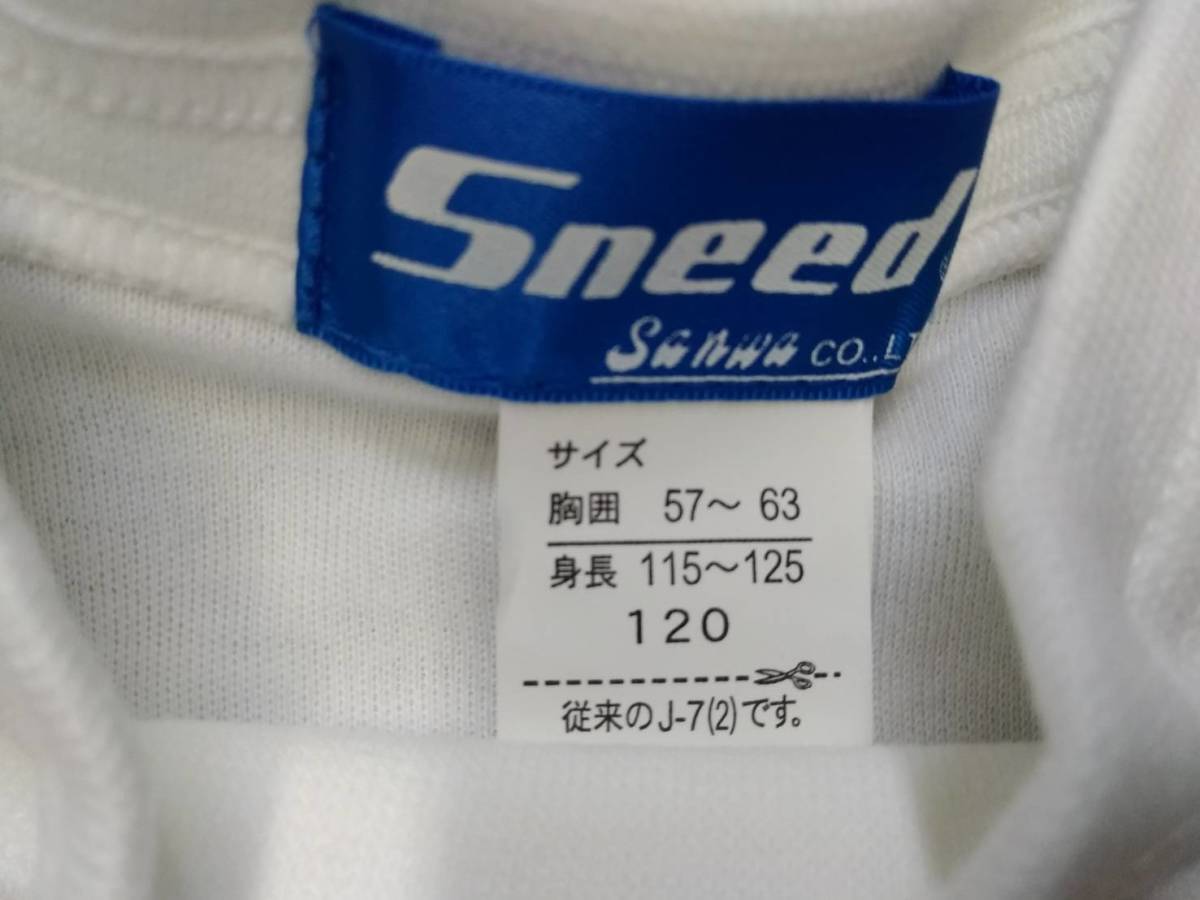 Sneed
Sanwa CO.,LT
サイズ
胸囲 57～ 63
身長 115～125
120
従来のJ-7(2)です。